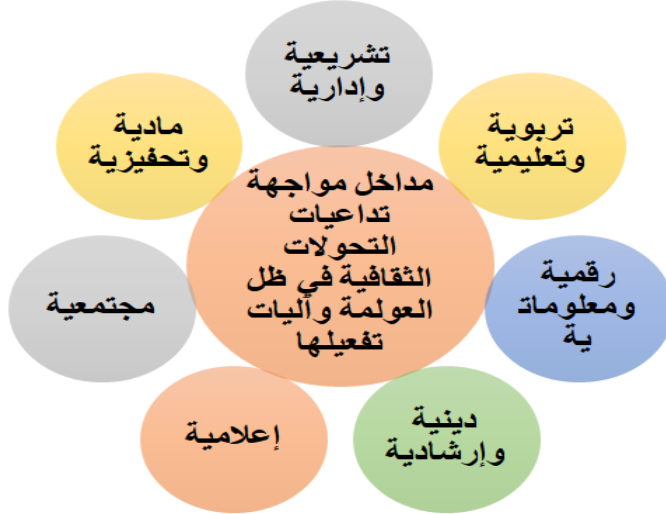 تشريعية
وإدارية
تربوية
وتعليمية
رقمية
ومعلوماتـ
ية
دينية
وإرشادية
إعلامية
مجتمعية
مادية
وتحفيزية
مداخل مواجهة
تداعيات
التحولات
الثقافية في ظل
العولمة وآليات
تفعيلها